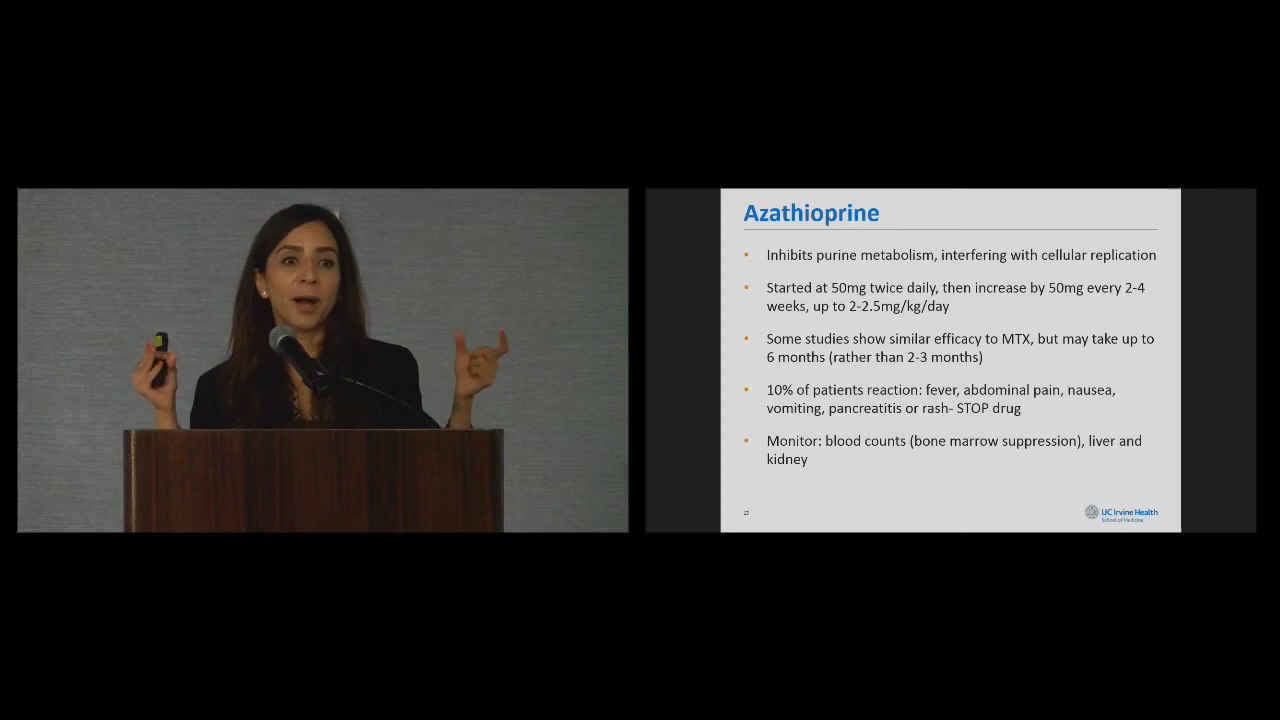 Azathioprine
• Inhibits purine metabolism, interfering with cellular replication
• Started at 50mg twice daily, then increase by 50mg every 2-4
weeks, up to 2-2.5mg/kg/day
• Some studies show similar efficacy to MTX, but may take up to
6 months (rather than 2-3 months)
• 10% of patients reaction: fever, abdominal pain, nausea,
vomiting, pancreatitis or rash- STOP drug
• Monitor: blood counts (bone marrow suppression), liver and
kidney
UC Irvine Health
School of Medicine